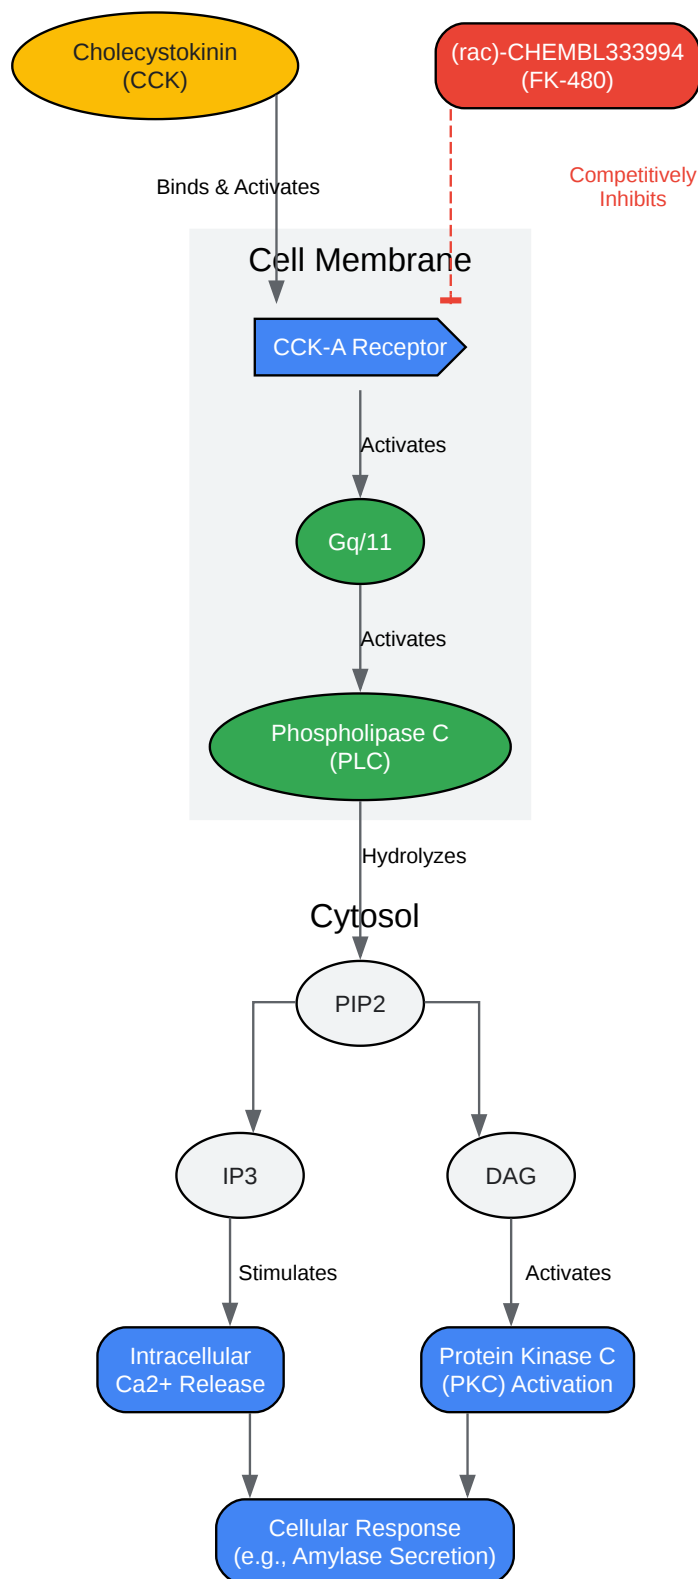 Cholecystokinin
(CCK)
(rac)-CHEMBL333994
(FK-480)
Binds & Activates
Competitively
Inhibits
Cell Membrane
CCK-A Receptor
Activates
Gq/11
Activates
Phospholipase C
(PLC)
Hydrolyzes
Cytosol
PIP2
IP3
DAG
Stimulates
Activates
Intracellular
Ca2+ Release
Protein Kinase C
(PKC) Activation
Cellular Response
(e.g., Amylase Secretion)